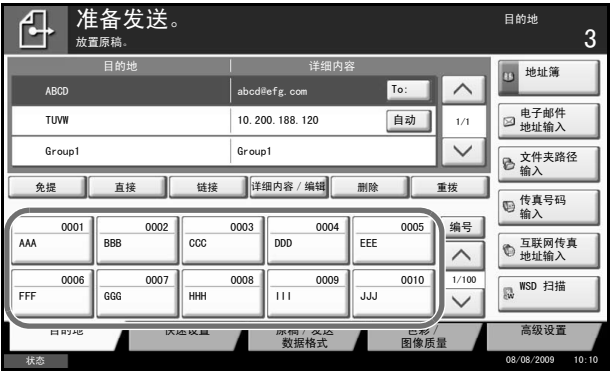 准备发送。
放置原稿。
目的地
3
目的地 详细内容
ABCD abcd@efg.com To:
TUVW 10.200.188.120 自动 1/1
Group1 Group1
免提 直接 链接 详细内容/编辑 删除 重拨
0001 0002 0003 0004 0005 编号
AAA BBB CCC DDD EEE
0006 0007 0008 0009 0010 1/100
FFF GGG HHH III JJJ
地址簿
电子邮件
地址输入
文件夹路径
输入
传真号码
输入
互联网传真
地址输入
WSD 扫描
目的地 快速设置 原稿/发送
数据格式 色彩/
图像质量 高级设置
状态 08/08/2009 10:10